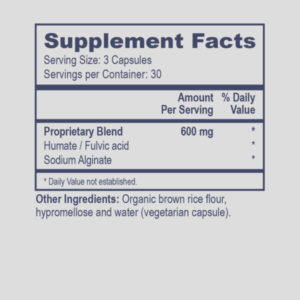 Supplement Facts
Serving Size: 3 Capsules
Servings per Container: 30
Amount % Daily
Per Serving Value
Proprietary Blend 600 mg *
Humate / Fulvic acid *
Sodium Alginate *
* Daily Value not established.
Other Ingredients: Organic brown rice flour,
hypromellose and water (vegetarian capsule).